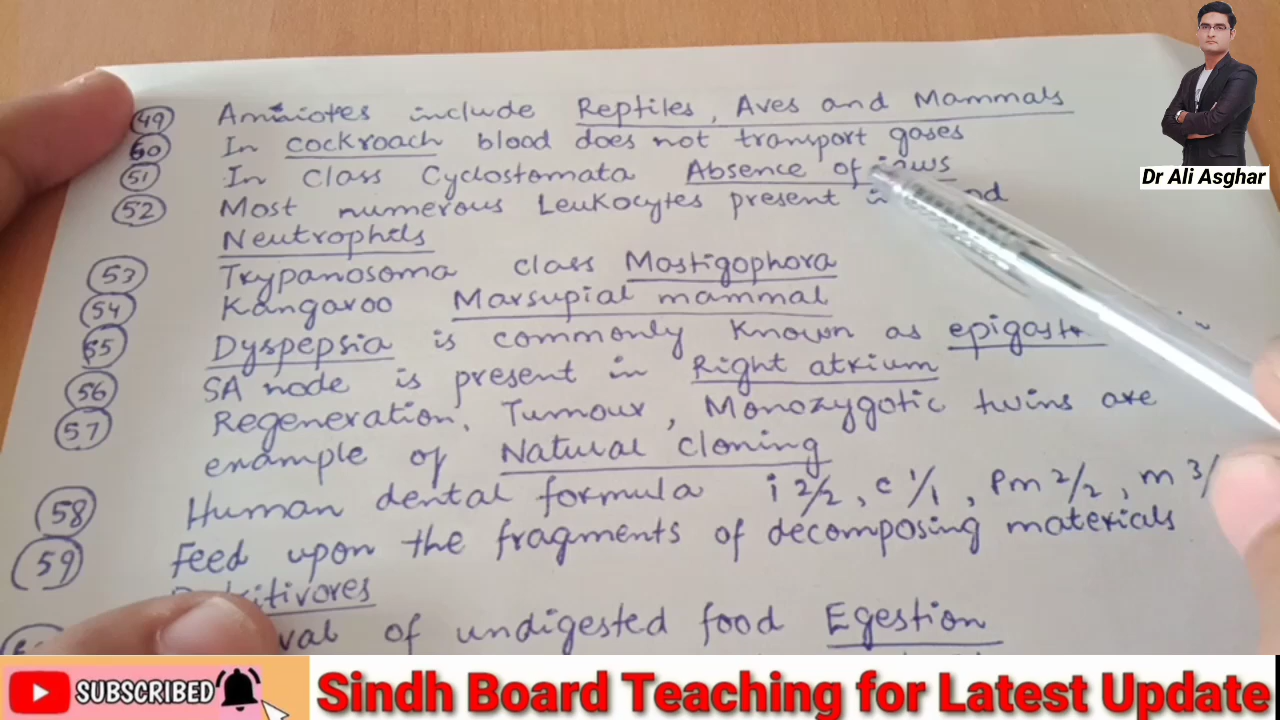 49 Amniotes include Reptiles, Aves and Mammals
50 In cockroach blood does not transport gases
51 In Class Cyclostomata Absence of jaws
52 Most numerous Leukocytes present in
Neutrophils
53 Trypanosoma class Mastigophora
54 Kangaroo Marsupial mammal
55 Dyspepsia is commonly known as
56 SA node is present in Right atrium
57 Regeneration, Tumour, Monozygotic twins are
example of Natural cloning
58 Human dental formula i 2/2, c 1/1, Pm 2/2, m 3/
59 Feed upon the fragments of decomposing materials
of undigested food Egestion
Dr Ali Asghar
SUBSCRIBED
Sindh Board Teaching for Latest Update